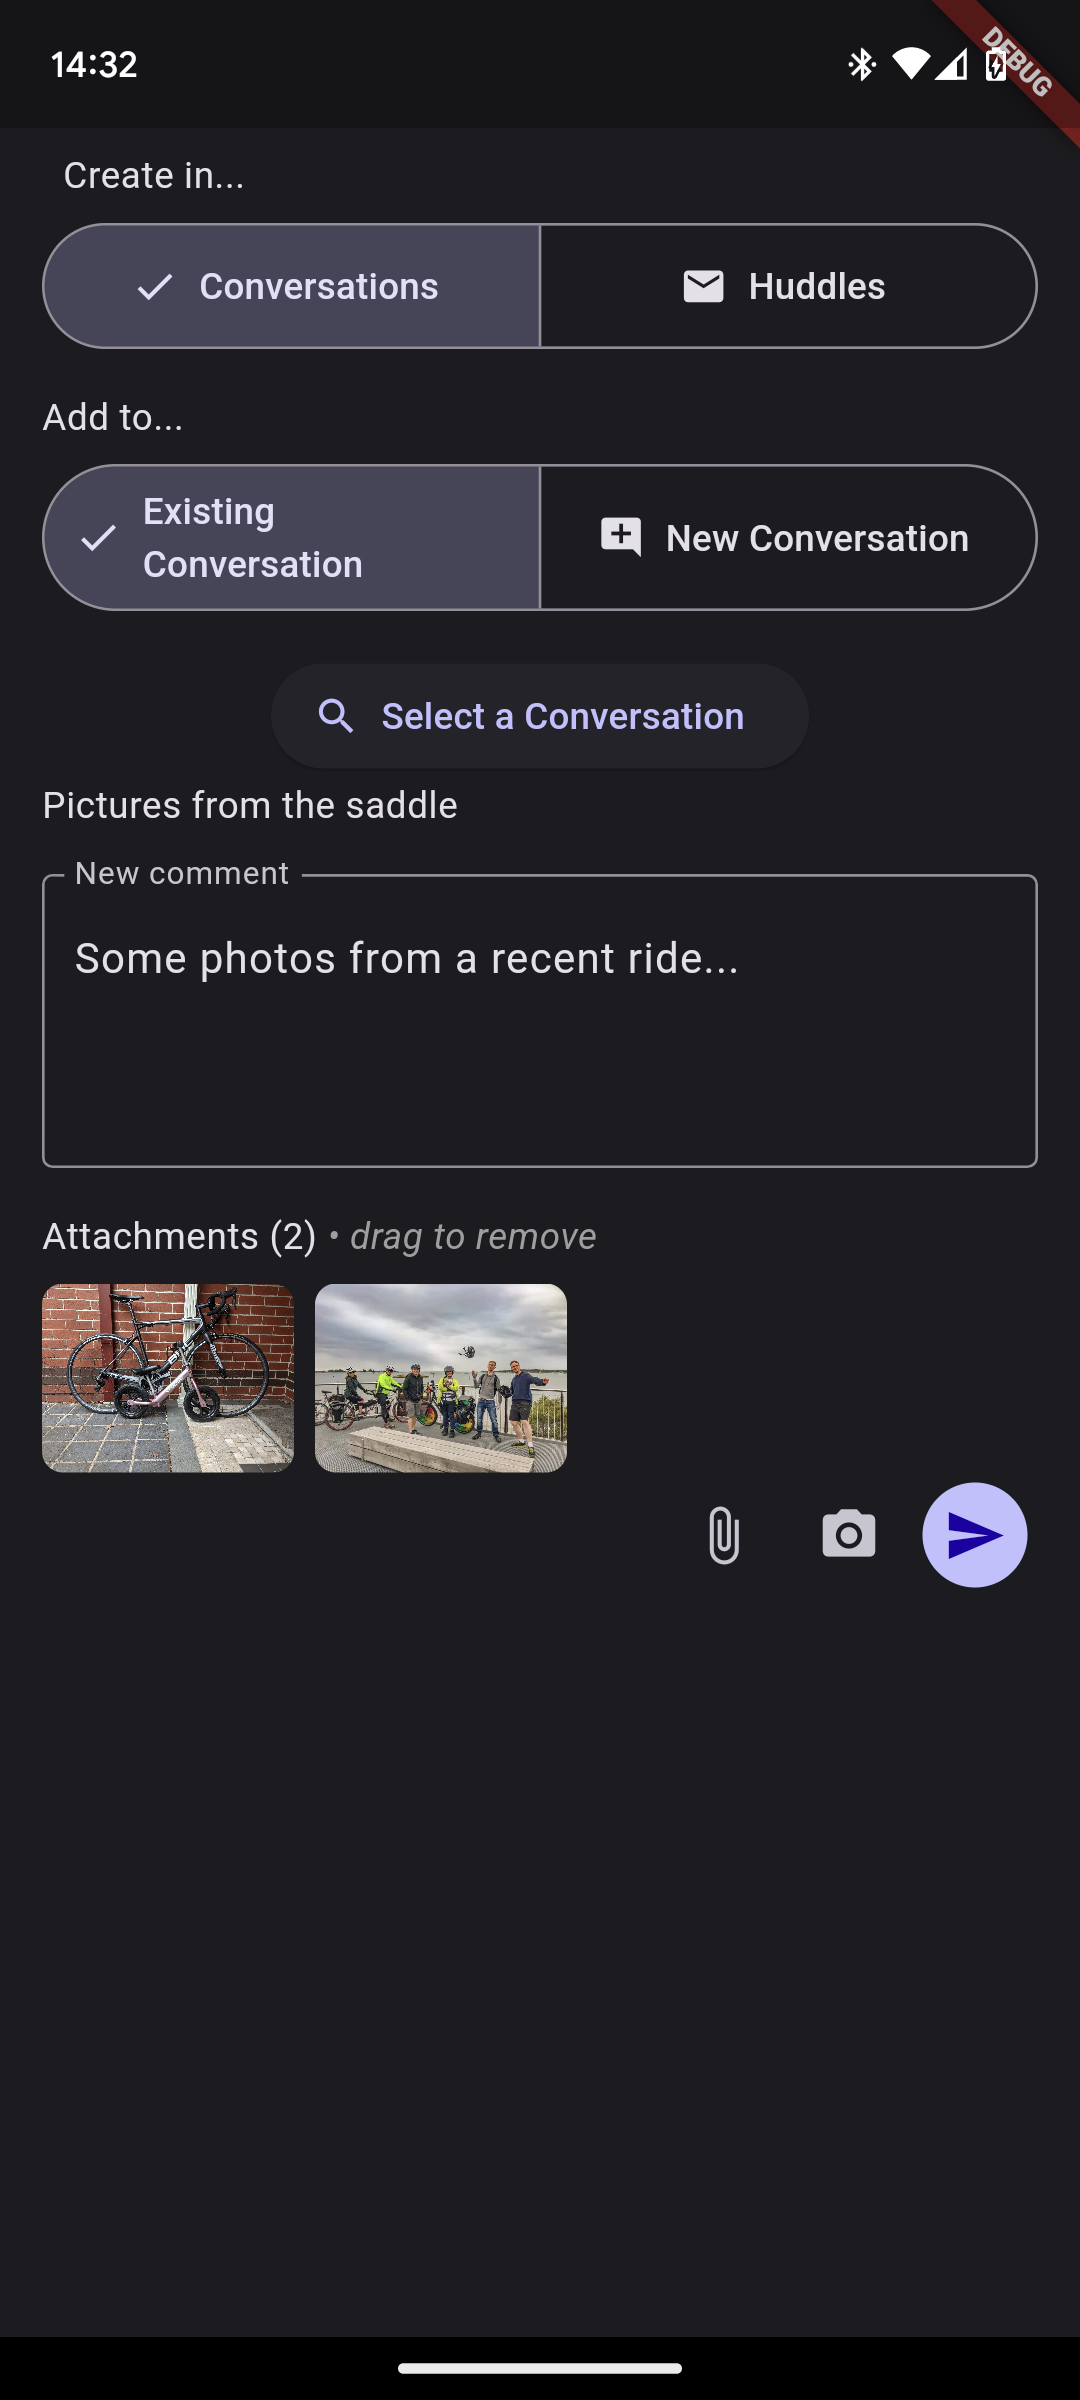 14:32
DEBUG
Create in...
Conversations
Huddles
Add to...
Existing
Conversation
New Conversation
Select a Conversation
Pictures from the saddle
New comment
Some photos from a recent ride...
Attachments (2) • drag to remove